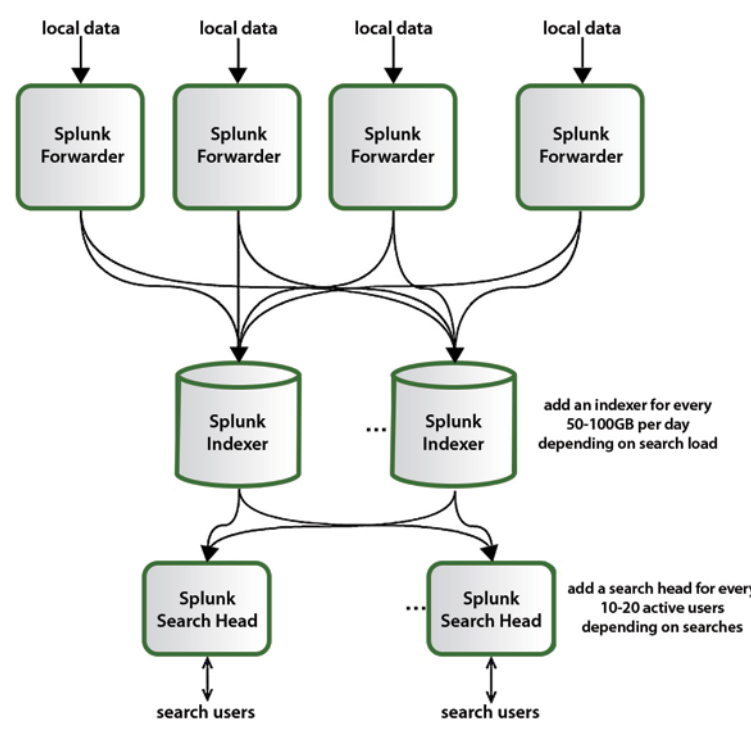 local data
local data
local data
local data
Splunk
Forwarder
Splunk
Forwarder
Splunk
Forwarder
Splunk
Forwarder
Splunk
Indexer
...
Splunk
Indexer
add an indexer for every
50-100GB per day
depending on search load
Splunk
Search Head
...
Splunk
Search Head
add a search head for every
10-20 active users
depending on searches
search users
search users